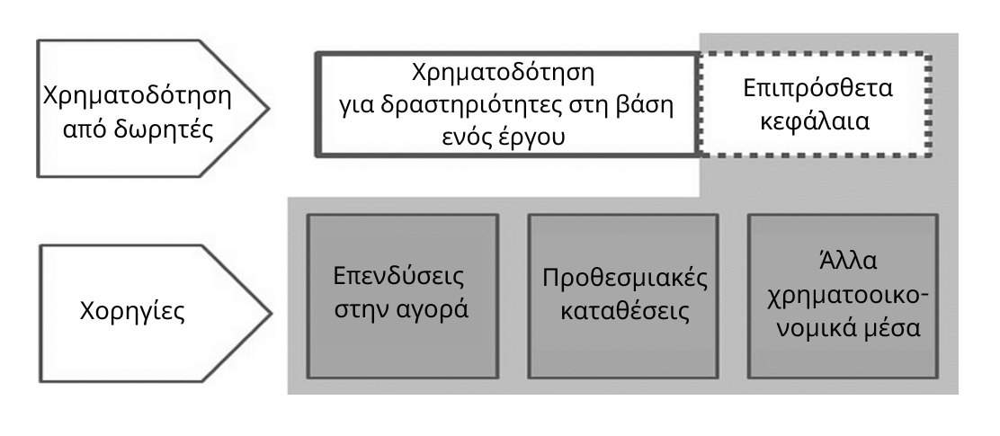 Χρηματοδότηση
από δωρητές
Χρηματοδότηση
για δραστηριότητες στη βάση
ενός έργου
Επιπρόσθετα
κεφάλαια
Χορηγίες
Επενδύσεις
στην αγορά
Προθεσμιακές
καταθέσεις
Άλλα
χρηματοοικο-
νομικά μέσα